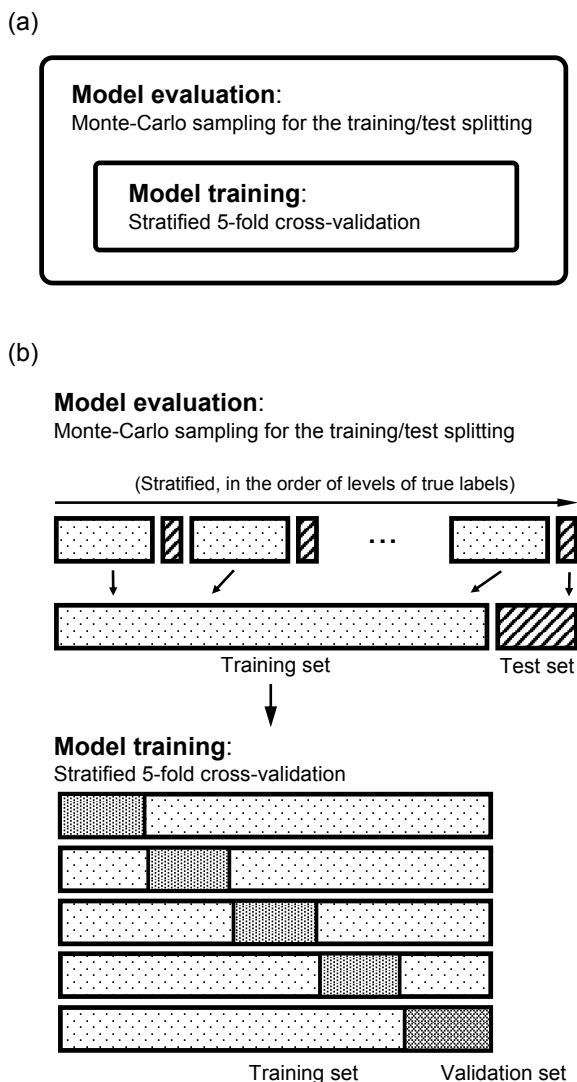 (a)
Model evaluation:
Monte-Carlo sampling for the training/test splitting
Model training:
Stratified 5-fold cross-validation
(b)
Model evaluation:
Monte-Carlo sampling for the training/test splitting
(Stratified, in the order of levels of true labels)
...
Training set Test set
Model training:
Stratified 5-fold cross-validation
Training set Validation set